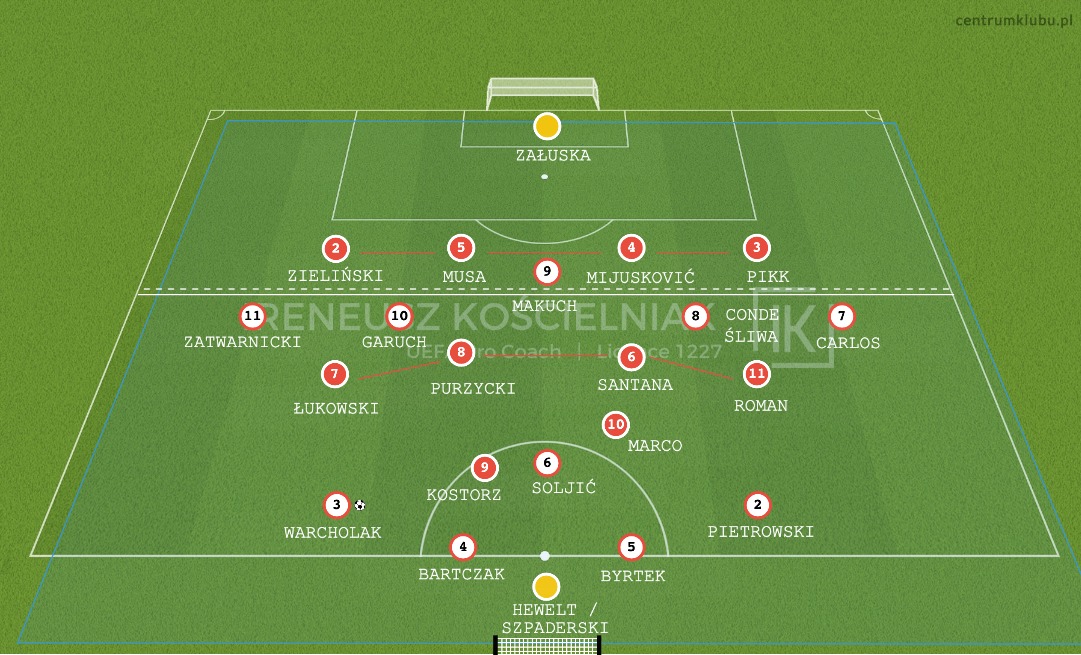 centrumklubu.pl
ZAŁUSKA
2
5
4
3
ZIELIŃSKI
MUSA
9
MIJUSKOVIĆ
PIKK
MAKUCH
11
10
8
CONDE
7
IRENEUSZ KOŚCIELNIAK
IK
ŚLIWA
ZATWARNICKI
GARUCH
CARLOS
UEFA Pro Coach | Licence 1227
8
6
7
11
PURZYCKI
SANTANA
ŁUKOWSKI
ROMAN
10
MARCO
9
6
KOSTORZ
SOLJIĆ
3
2
WARCHOLAK
PIETROWSKI
4
5
BARTCZAK
BYRTEK
HEWELT /
SZPADERSKI